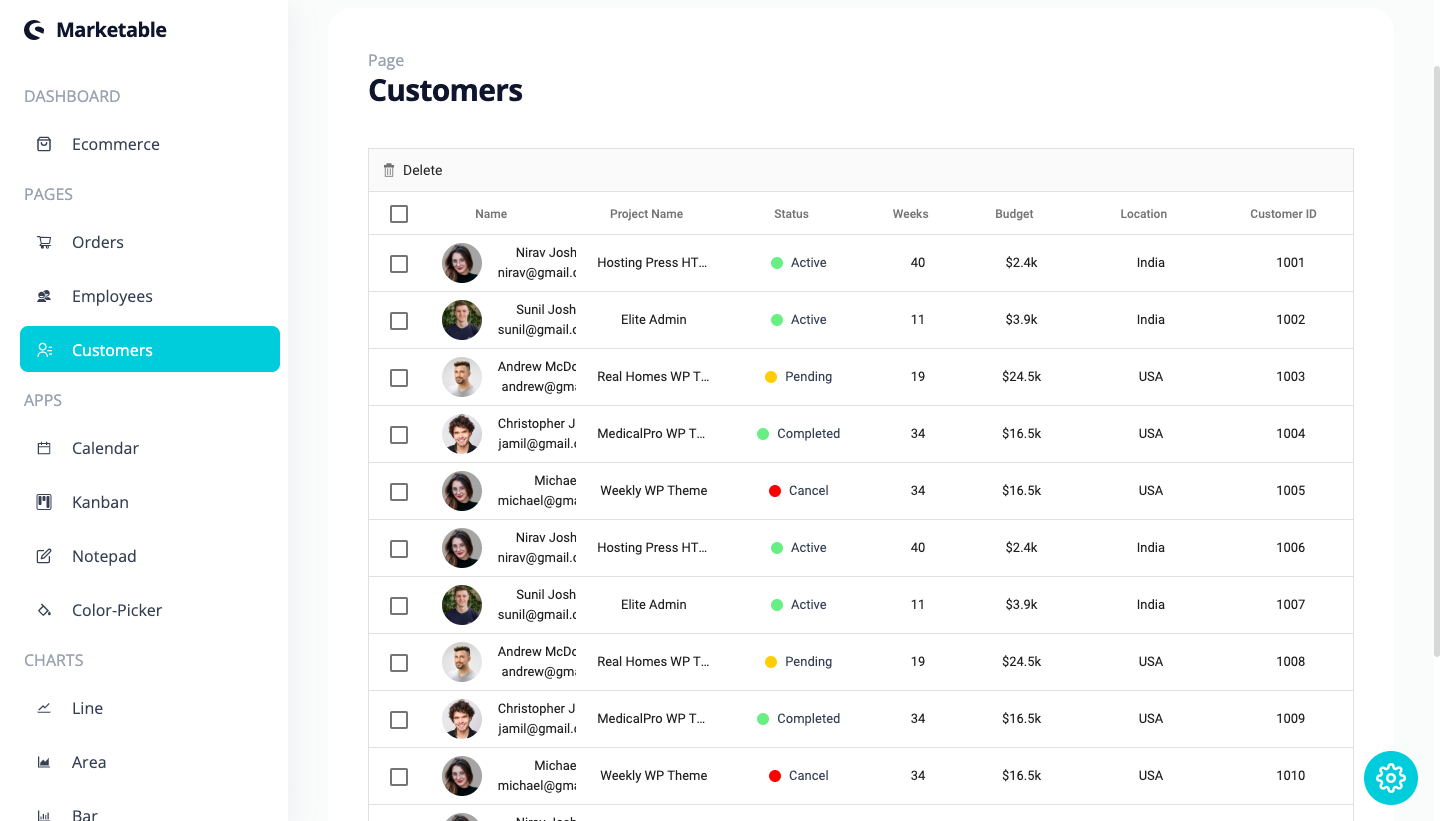 Marketable
DASHBOARD
Ecommerce
PAGES
Orders
Employees
Customers
APPS
Calendar
Kanban
Notepad
Color-Picker
CHARTS
Line
Area
Bar
Page
Customers
Delete
Name Project Name Status Weeks Budget Location Customer ID
Nirav Josh
nirav@gmail.c
Hosting Press HT... Active 40 $2.4k India 1001
Sunil Josh
sunil@gmail.c
Elite Admin Active 11 $3.9k India 1002
Andrew McDo
andrew@gma
Real Homes WP T... Pending 19 $24.5k USA 1003
Christopher J
jamil@gmail.c
MedicalPro WP T... Completed 34 $16.5k USA 1004
Michae
michael@gma
Weekly WP Theme Cancel 34 $16.5k USA 1005
Nirav Josh
nirav@gmail.c
Hosting Press HT... Active 40 $2.4k India 1006
Sunil Josh
sunil@gmail.c
Elite Admin Active 11 $3.9k India 1007
Andrew McDo
andrew@gma
Real Homes WP T... Pending 19 $24.5k USA 1008
Christopher J
jamil@gmail.c
MedicalPro WP T... Completed 34 $16.5k USA 1009
Michae
michael@gma
Weekly WP Theme Cancel 34 $16.5k USA 1010